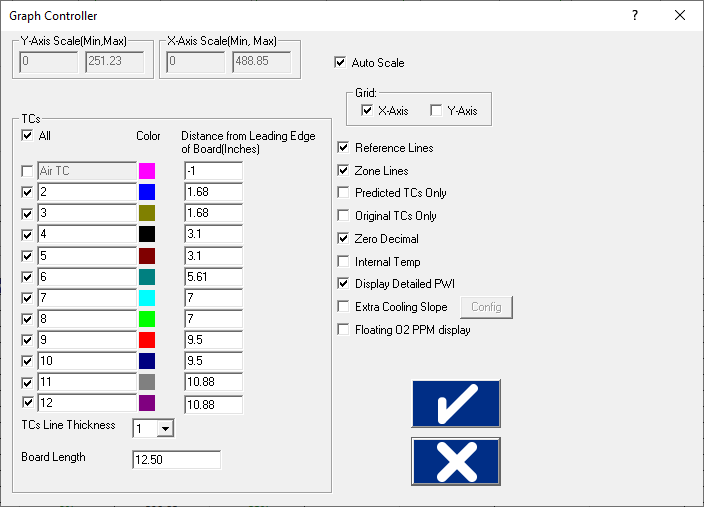 Graph Controller
Y-Axis Scale(Min,Max) X-Axis Scale(Min, Max)
0 251.23 0 488.85
Auto Scale
Grid:
X-Axis Y-Axis
TCs
All Color Distance from Leading Edge
of Board(Inches)
Air TC -1
2 1.68
3 1.68
4 3.1
5 3.1
6 5.61
7 7
8 7
9 9.5
10 9.5
11 10.88
12 10.88
TCs Line Thickness 1
Board Length 12.50
Reference Lines
Zone Lines
Predicted TCs Only
Original TCs Only
Zero Decimal
Internal Temp
Display Detailed PWI
Extra Cooling Slope Config
Floating O2 PPM display